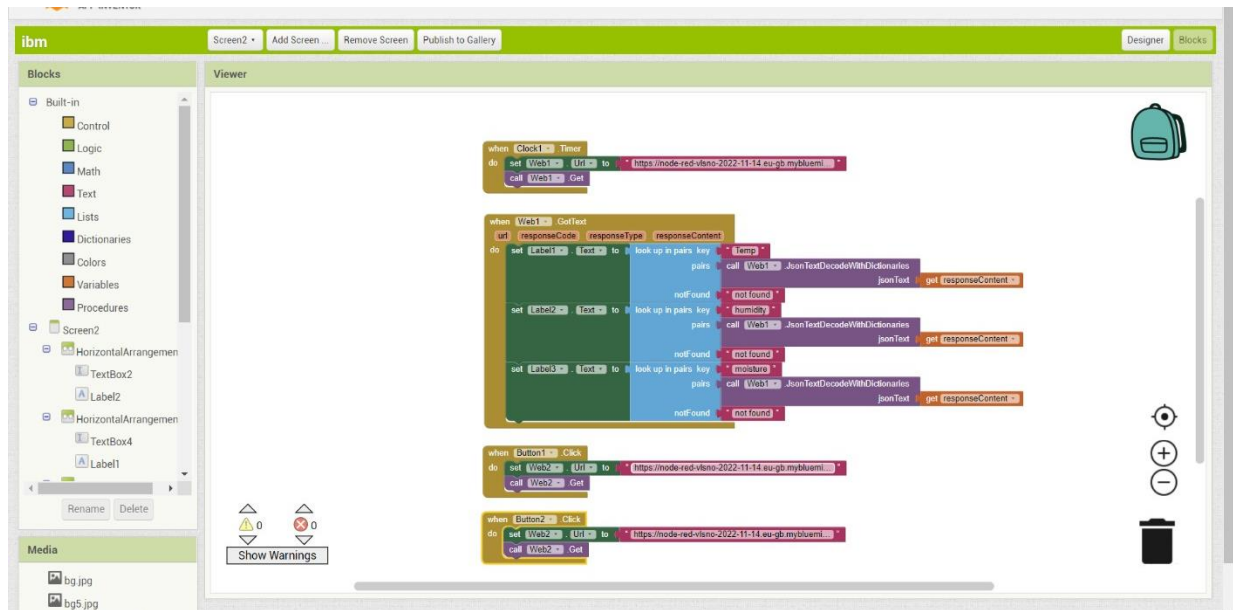 ibm
Screen2
Add Screen ...
Remove Screen
Publish to Gallery
Designer
Blocks
Blocks
Viewer
Built-in
Control
Logic
Math
Text
Lists
Dictionaries
Colors
Variables
Procedures
Screen2
HorizontalArrangemen
TextBox2
Label2
HorizontalArrangemen
TextBox4
Label1
Rename
Delete
Media
bg.jpg
bg5.jpg
when Clock1 .Timer
do set Web1 . Url to " https://node-red-vlsno-2022-11-14.eu-gb.mybluemi... "
call Web1 .Get
when Web1 .GotText
url responseCode responseType responseContent
do set Label1 . Text to look up in pairs key " Temp "
pairs call Web1 .JsonTextDecodeWithDictionaries
jsonText get responseContent
notFound " not found "
set Label2 . Text to look up in pairs key " humidity "
pairs call Web1 .JsonTextDecodeWithDictionaries
jsonText get responseContent
notFound " not found "
set Label3 . Text to look up in pairs key " moisture "
pairs call Web1 .JsonTextDecodeWithDictionaries
jsonText get responseContent
notFound " not found "
when Button1 .Click
do set Web2 . Url to " https://node-red-vlsno-2022-11-14.eu-gb.mybluemi... "
call Web2 .Get
when Button2 .Click
do set Web2 . Url to " https://node-red-vlsno-2022-11-14.eu-gb.mybluemi... "
call Web2 .Get
0
0
Show Warnings